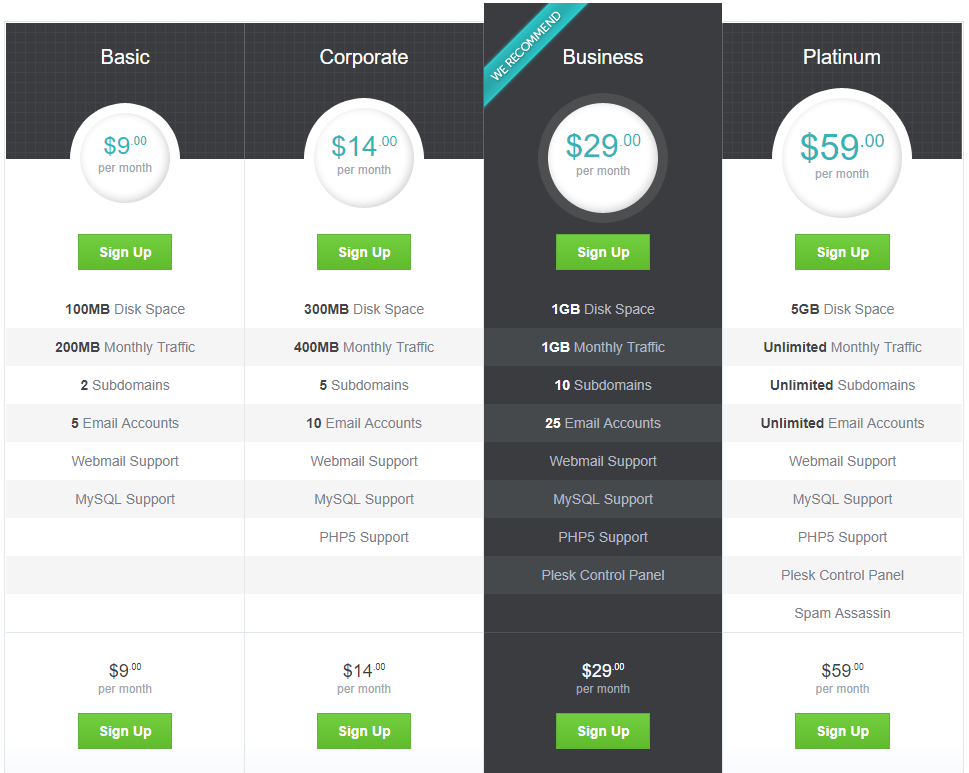 Basic
$9.00
per month
Sign Up
100MB Disk Space
200MB Monthly Traffic
2 Subdomains
5 Email Accounts
Webmail Support
MySQL Support
$9.00
per month
Sign Up
Corporate
$14.00
per month
Sign Up
300MB Disk Space
400MB Monthly Traffic
5 Subdomains
10 Email Accounts
Webmail Support
MySQL Support
PHP5 Support
$14.00
per month
Sign Up
WE RECOMMEND
Business
$29.00
per month
Sign Up
1GB Disk Space
1GB Monthly Traffic
10 Subdomains
25 Email Accounts
Webmail Support
MySQL Support
PHP5 Support
Plesk Control Panel
$29.00
per month
Sign Up
Platinum
$59.00
per month
Sign Up
5GB Disk Space
Unlimited Monthly Traffic
Unlimited Subdomains
Unlimited Email Accounts
Webmail Support
MySQL Support
PHP5 Support
Plesk Control Panel
Spam Assassin
$59.00
per month
Sign Up